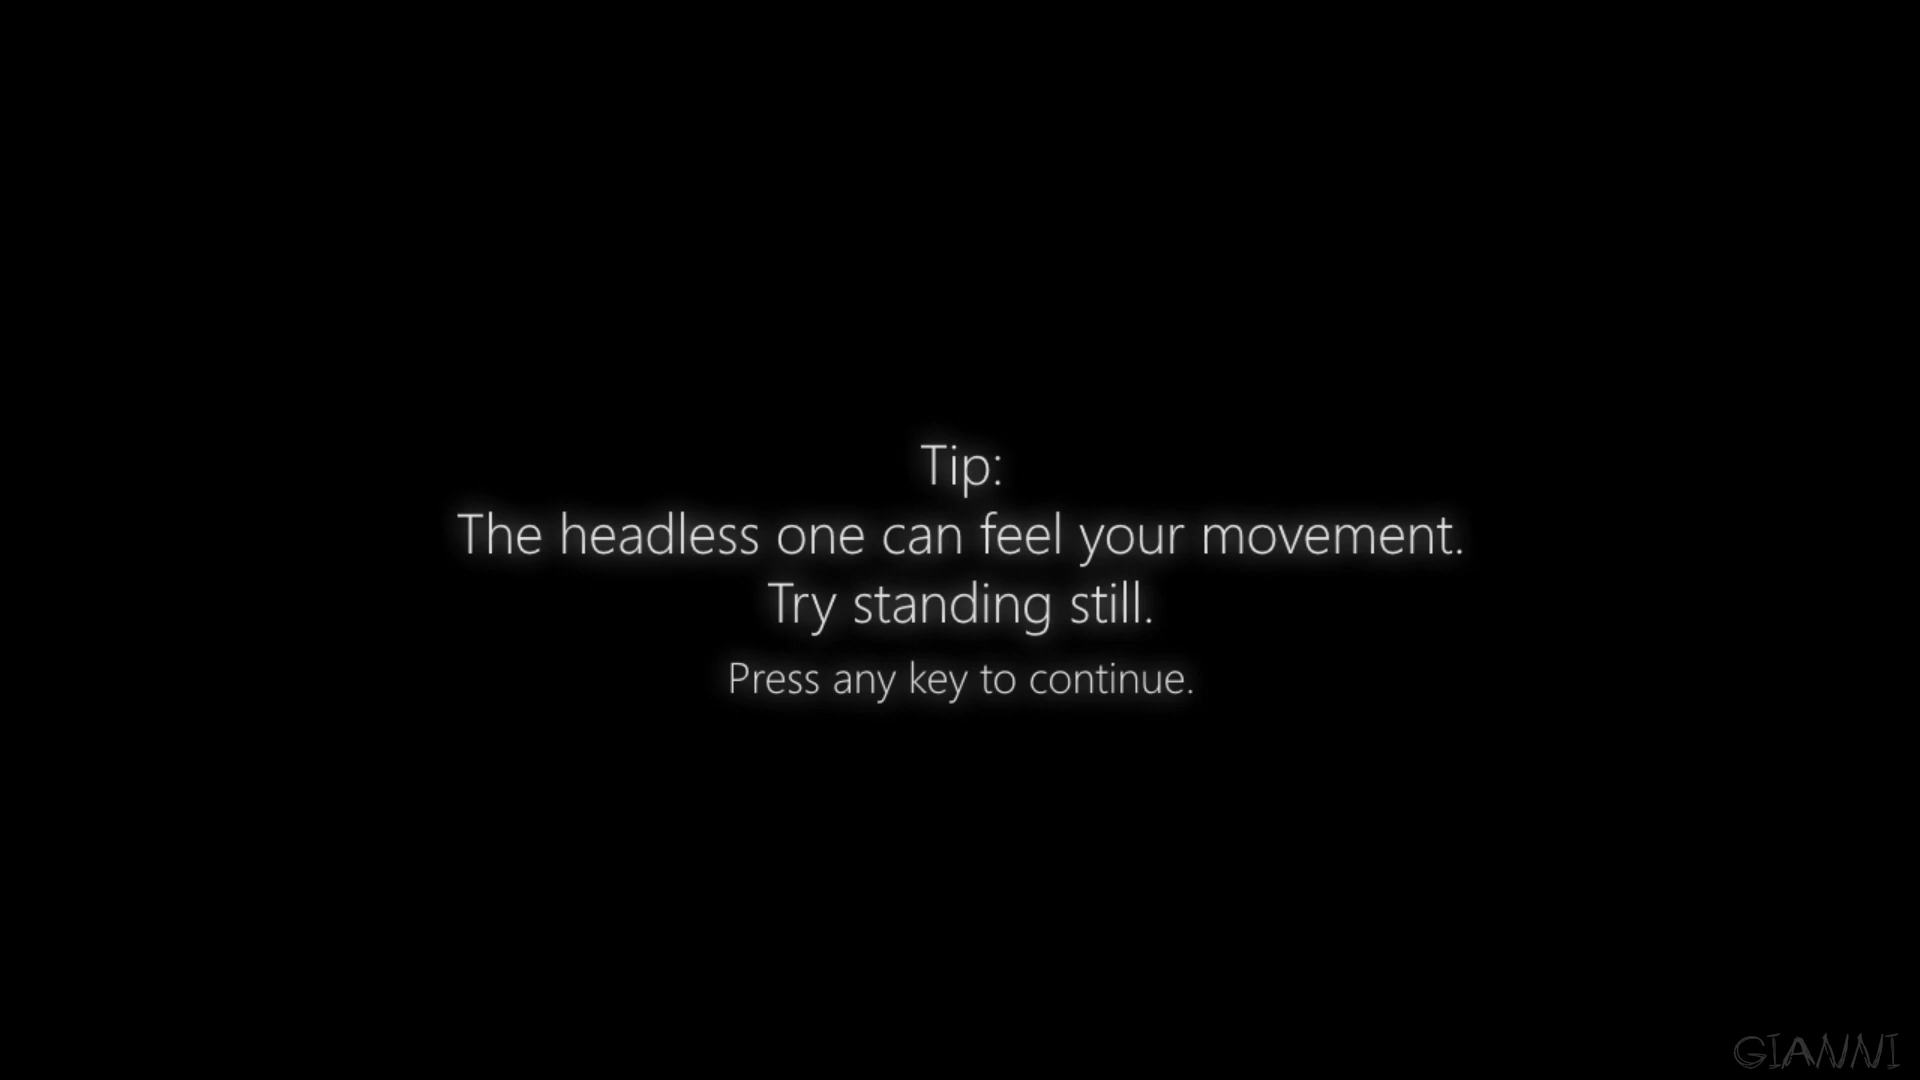 Tip:
The headless one can feel your movement.
Try standing still.
Press any key to continue.
GIANNI